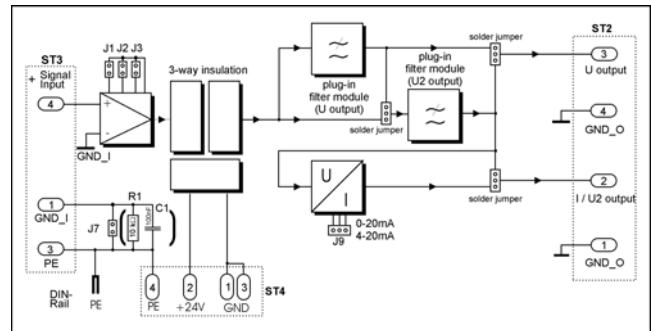 ST3
+ Signal
Input
4
J1 J2 J3
+
-
GND_I
3-way insulation
plug-in
filter module
(U output)
solder jumper
plug-in
filter module
(U2 output)
solder jumper
ST2
3
U output
4
GND_O
2
I / U2 output
solder jumper
1
GND_O
U
I
0-20mA
4-20mA
J9
1
GND_I
3
PE
J7
R1
10 kΩ
100nF
C1
DIN-
Rail
PE
4
PE
2
+24V
1
3
GND
ST4